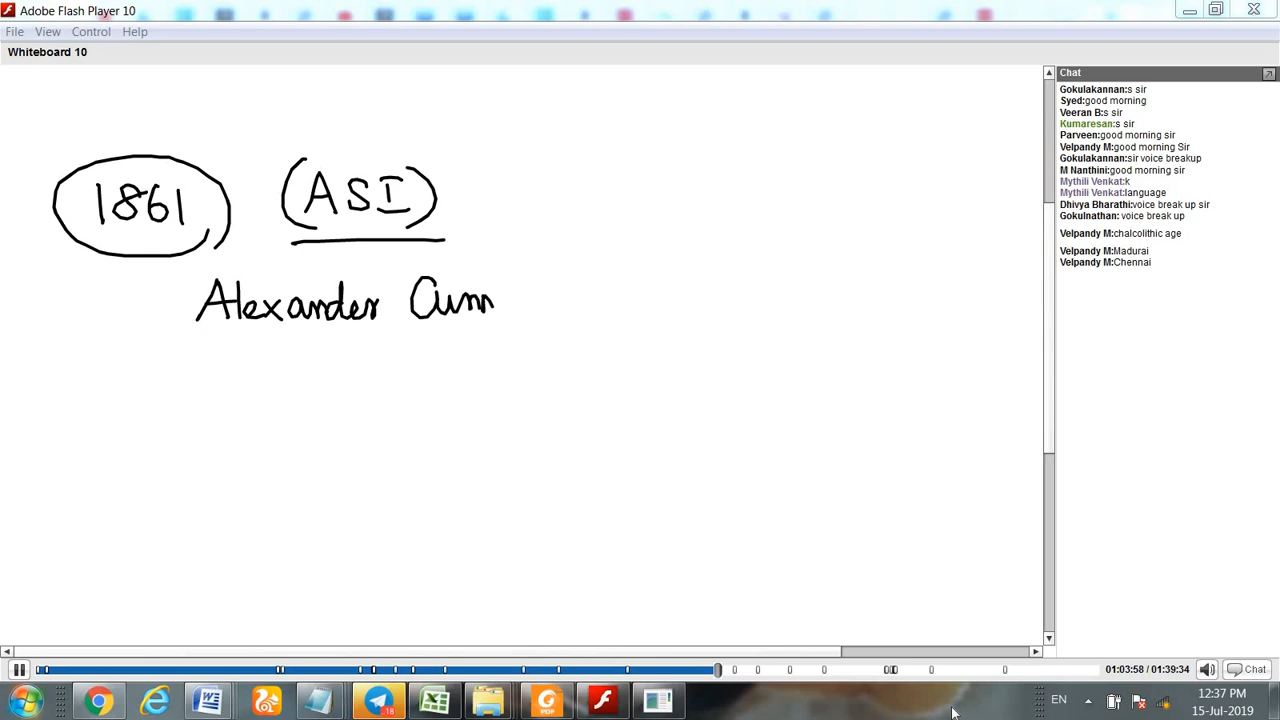 Adobe Flash Player 10
File View Control Help
Whiteboard 10
1861 (ASI)
Alexander Cunn
Chat
Gokulakannan:s sir
Syed:good morning
Veeran B:s sir
Kumaresan:s sir
Parveen:good morning sir
Velpandy M:good morning Sir
Gokulakannan:sir voice breakup
M Nanthini:good morning sir
Mythili Venkat:k
Mythili Venkat:language
Dhivya Bharathi:voice break up sir
Gokulnathan: voice break up
Velpandy M:chalcolithic age
Velpandy M:Madurai
Velpandy M:Chennai
01:03:58 / 01:39:34 Chat
18
PDF
EN
12:37 PM
15-Jul-2019